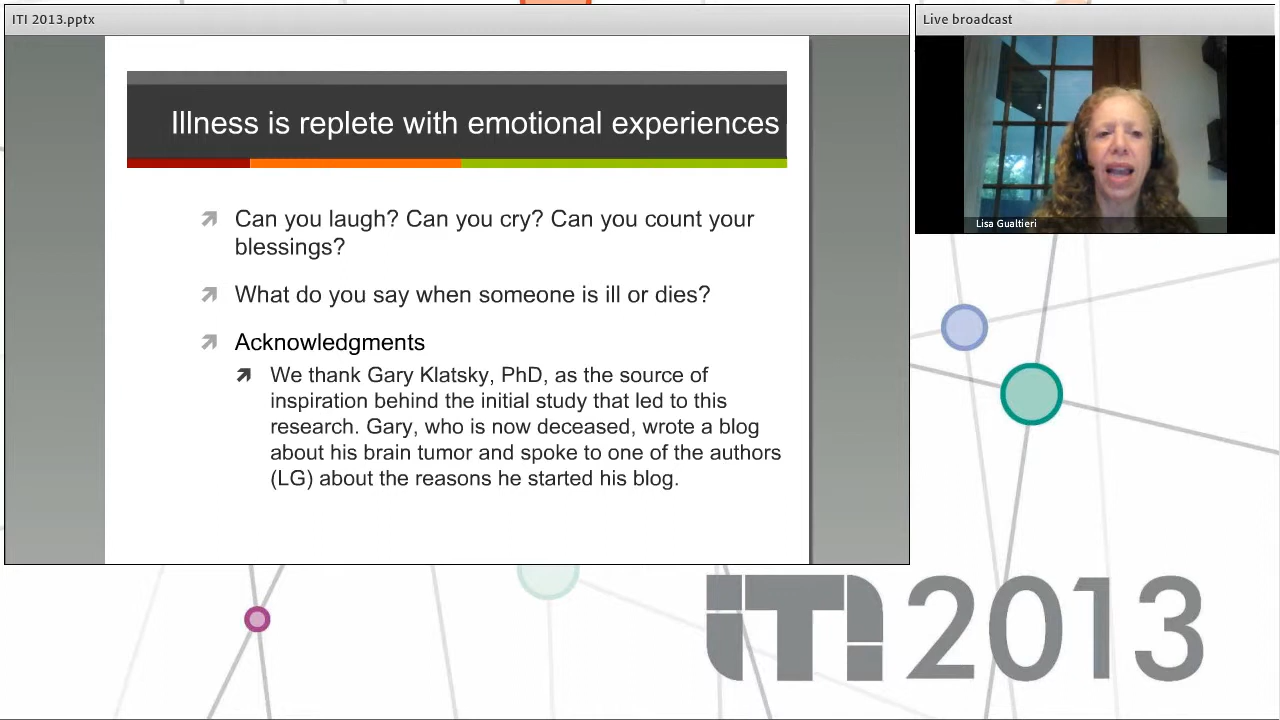 ITI 2013.pptx
Live broadcast
Illness is replete with emotional experiences
Can you laugh? Can you cry? Can you count your
blessings?
What do you say when someone is ill or dies?
Acknowledgments
We thank Gary Klatsky, PhD, as the source of
inspiration behind the initial study that led to this
research. Gary, who is now deceased, wrote a blog
about his brain tumor and spoke to one of the authors
(LG) about the reasons he started his blog.
Lisa Gualtieri
iTi 2013